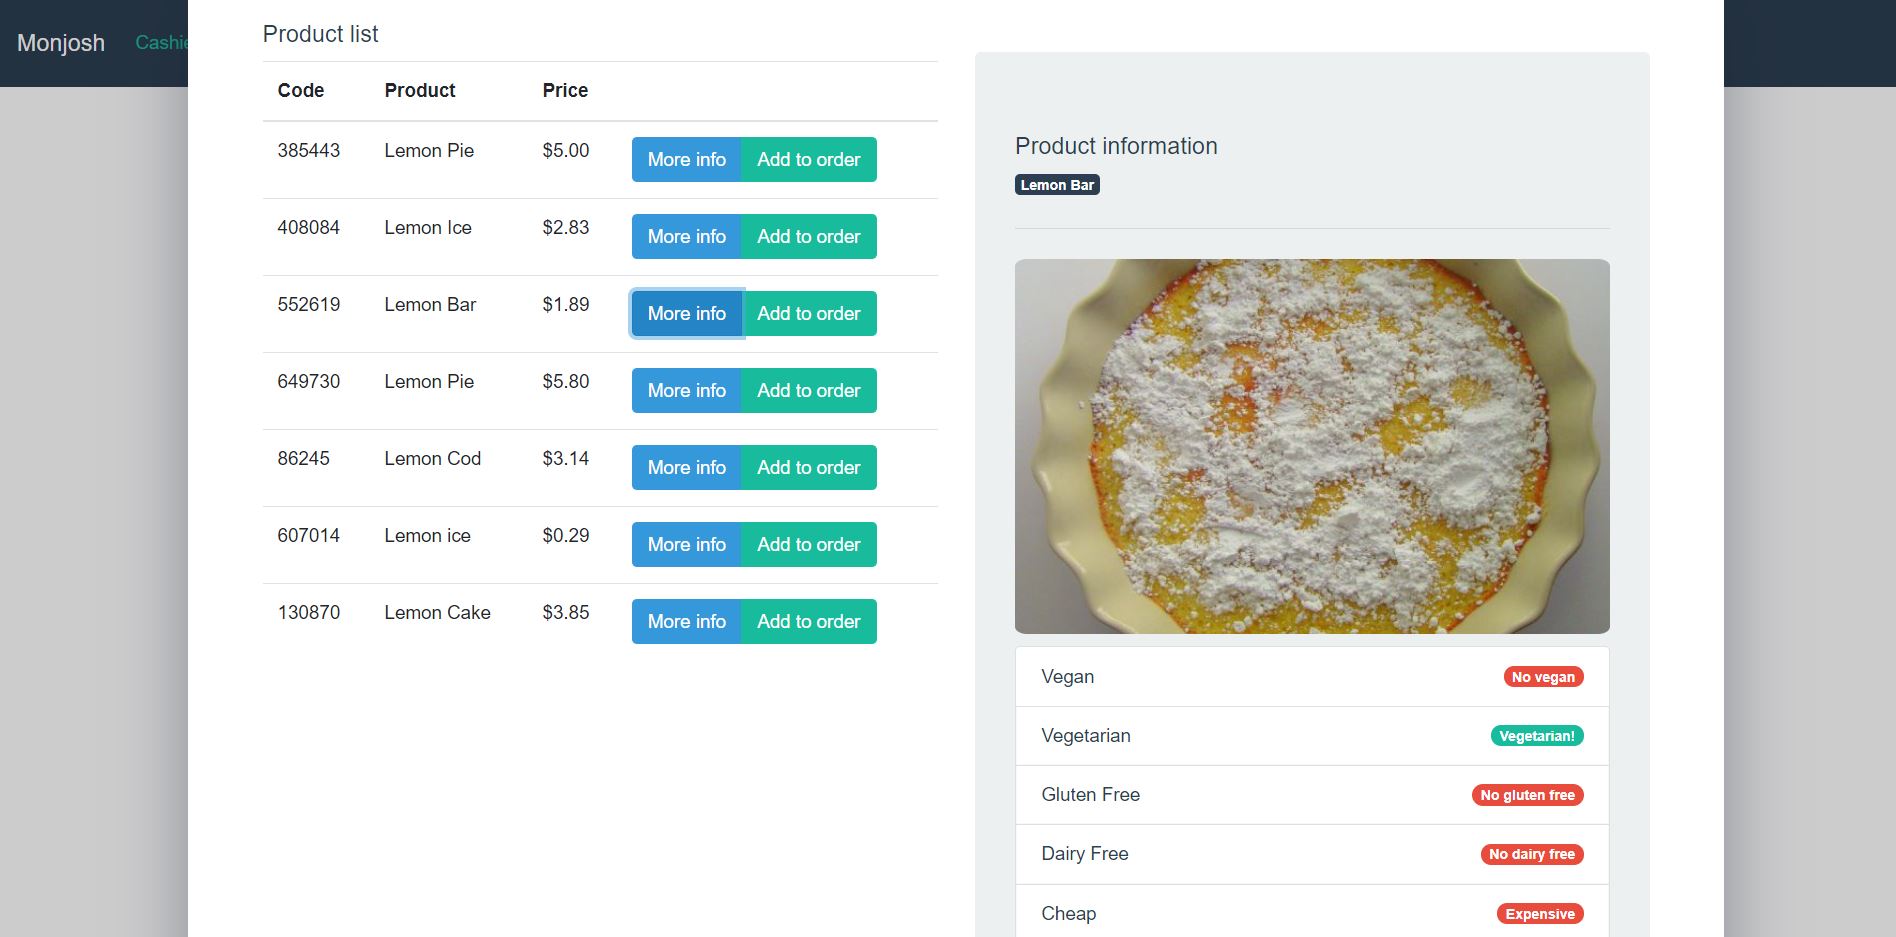 Monjosh
Product list
Code Product Price
385443 Lemon Pie $5.00 More info Add to order
408084 Lemon Ice $2.83 More info Add to order
552619 Lemon Bar $1.89 More info Add to order
649730 Lemon Pie $5.80 More info Add to order
86245 Lemon Cod $3.14 More info Add to order
607014 Lemon ice $0.29 More info Add to order
130870 Lemon Cake $3.85 More info Add to order
Product information
Lemon Bar
Vegan No vegan
Vegetarian Vegetarian!
Gluten Free No gluten free
Dairy Free No dairy free
Cheap Expensive